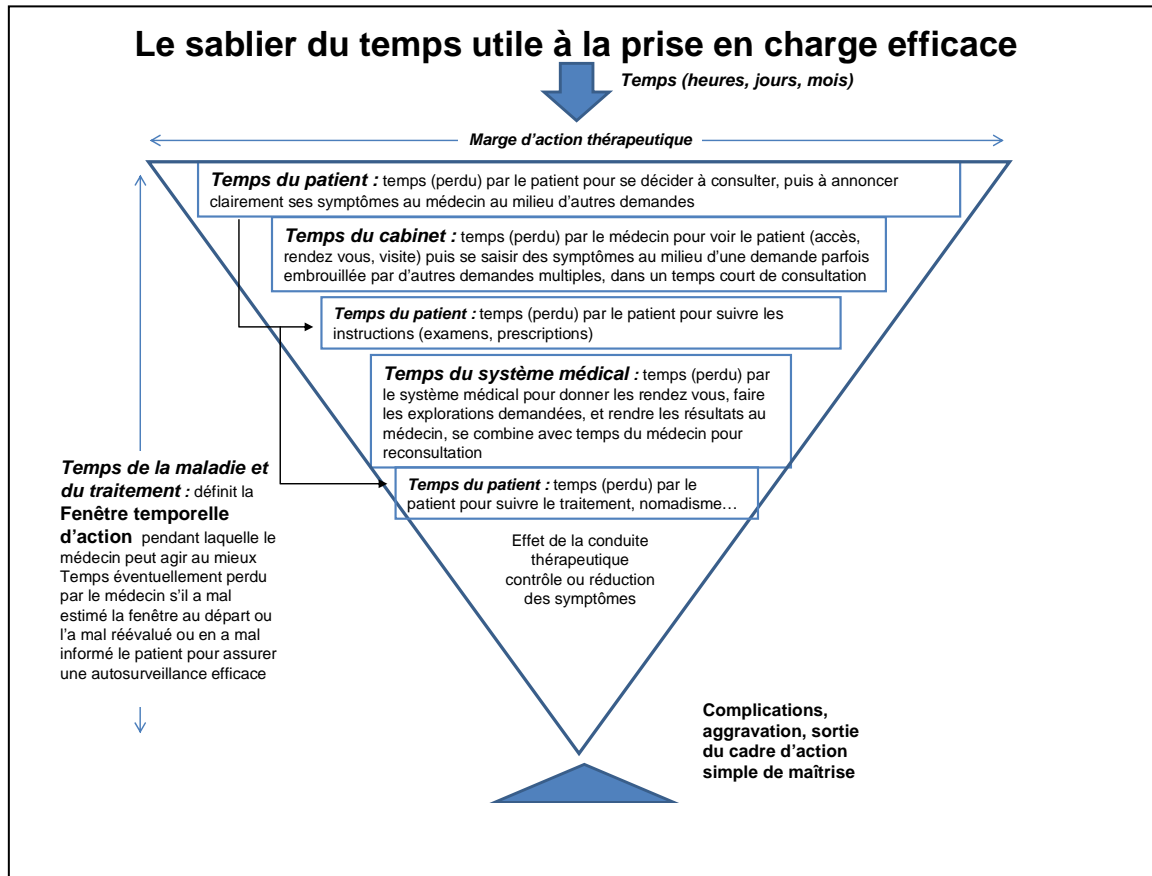 Le sablier du temps utile à la prise en charge efficace
Temps (heures, jours, mois)
Marge d'action thérapeutique
Temps du patient : temps (perdu) par le patient pour se décider à consulter, puis à annoncer
clairement ses symptômes au médecin au milieu d'autres demandes
Temps du cabinet : temps (perdu) par le médecin pour voir le patient (accès,
rendez vous, visite) puis se saisir des symptômes au milieu d'une demande parfois
embrouillée par d'autres demandes multiples, dans un temps court de consultation
Temps du patient : temps (perdu) par le patient pour suivre les
instructions (examens, prescriptions)
Temps du système médical : temps (perdu) par
le système médical pour donner les rendez vous, faire
les explorations demandées, et rendre les résultats au
médecin, se combine avec temps du médecin pour
reconsultation
Temps du patient : temps (perdu) par le
patient pour suivre le traitement, nomadisme…
Effet de la conduite
thérapeutique
contrôle ou réduction
des symptômes
Temps de la maladie et
du traitement : définit la
Fenêtre temporelle
d'action pendant laquelle le
médecin peut agir au mieux
Temps éventuellement perdu
par le médecin s'il a mal
estimé la fenêtre au départ ou
l'a mal réévalué ou en a mal
informé le patient pour assurer
une autosurveillance efficace
Complications,
aggravation, sortie
du cadre d'action
simple de maîtrise